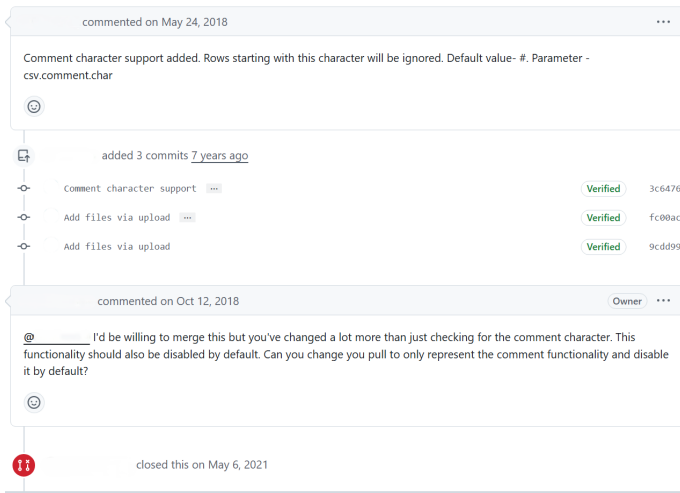 commented on May 24, 2018
Comment character support added. Rows starting with this character will be ignored. Default value- #. Parameter -
csv.comment.char
added 3 commits 7 years ago
Comment character support ...
Verified 3c6476
Add files via upload ...
Verified fc00ac
Add files via upload
Verified 9cdd99
commented on Oct 12, 2018
Owner
@ I'd be willing to merge this but you've changed a lot more than just checking for the comment character. This
functionality should also be disabled by default. Can you change you pull to only represent the comment functionality and disable
it by default?
closed this on May 6, 2021